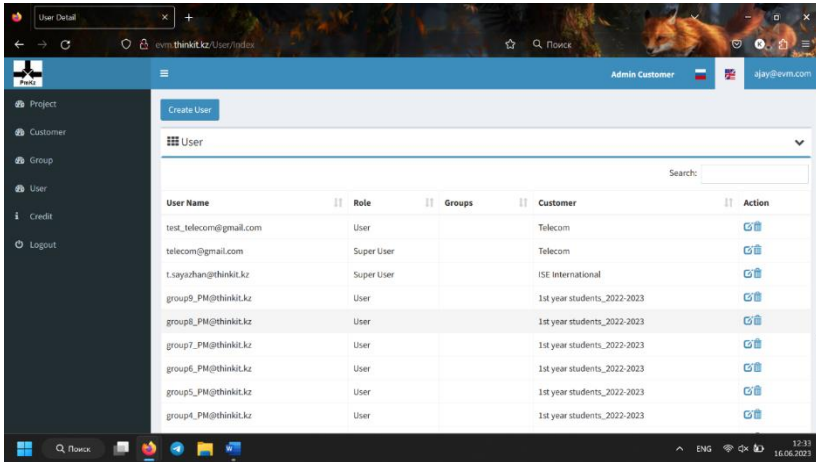 User Detail
evm.thinkit.kz/User/Index
Поиск
PmiKz
Admin Customer
ajay@evm.com
Project
Customer
Group
User
Credit
Logout
Create User
User
Search:
User Name Role Groups Customer Action
test_telecom@gmail.com User Telecom
telecom@gmail.com Super User Telecom
t.sayazhan@thinkit.kz Super User ISE International
group9_PM@thinkit.kz User 1st year students_2022-2023
group8_PM@thinkit.kz User 1st year students_2022-2023
group7_PM@thinkit.kz User 1st year students_2022-2023
group6_PM@thinkit.kz User 1st year students_2022-2023
group5_PM@thinkit.kz User 1st year students_2022-2023
group4_PM@thinkit.kz User 1st year students_2022-2023
Поиск
ENG
12:33
16.06.2023